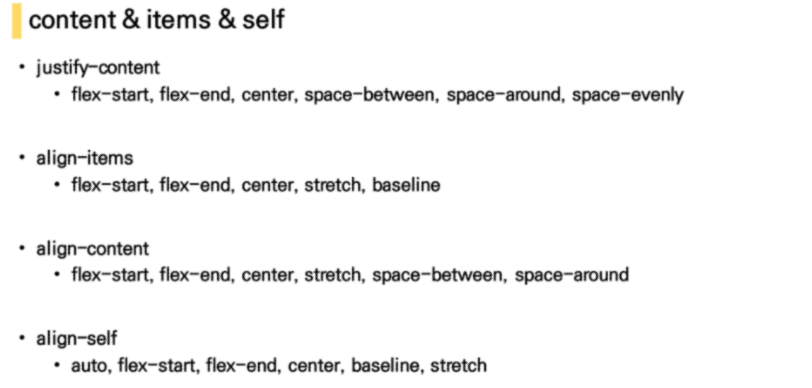 content & items & self
• justify-content
• flex-start, flex-end, center, space-between, space-around, space-evenly
• align-items
• flex-start, flex-end, center, stretch, baseline
• align-content
• flex-start, flex-end, center, stretch, space-between, space-around
• align-self
• auto, flex-start, flex-end, center, baseline, stretch